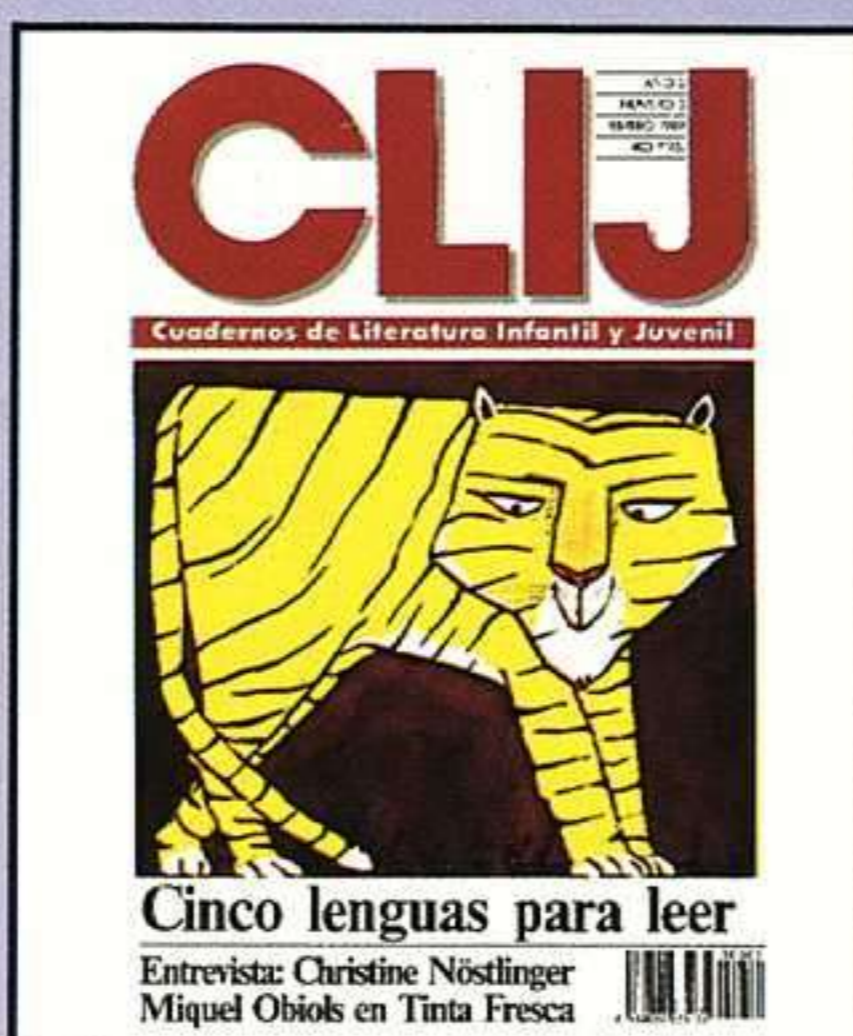 CLIJ
Cuadernos de Literatura Infantil y Juvenil
Cinco lenguas para leer
Entrevista: Christine Nöstlinger
Miquel Obiols en Tinta Fresca